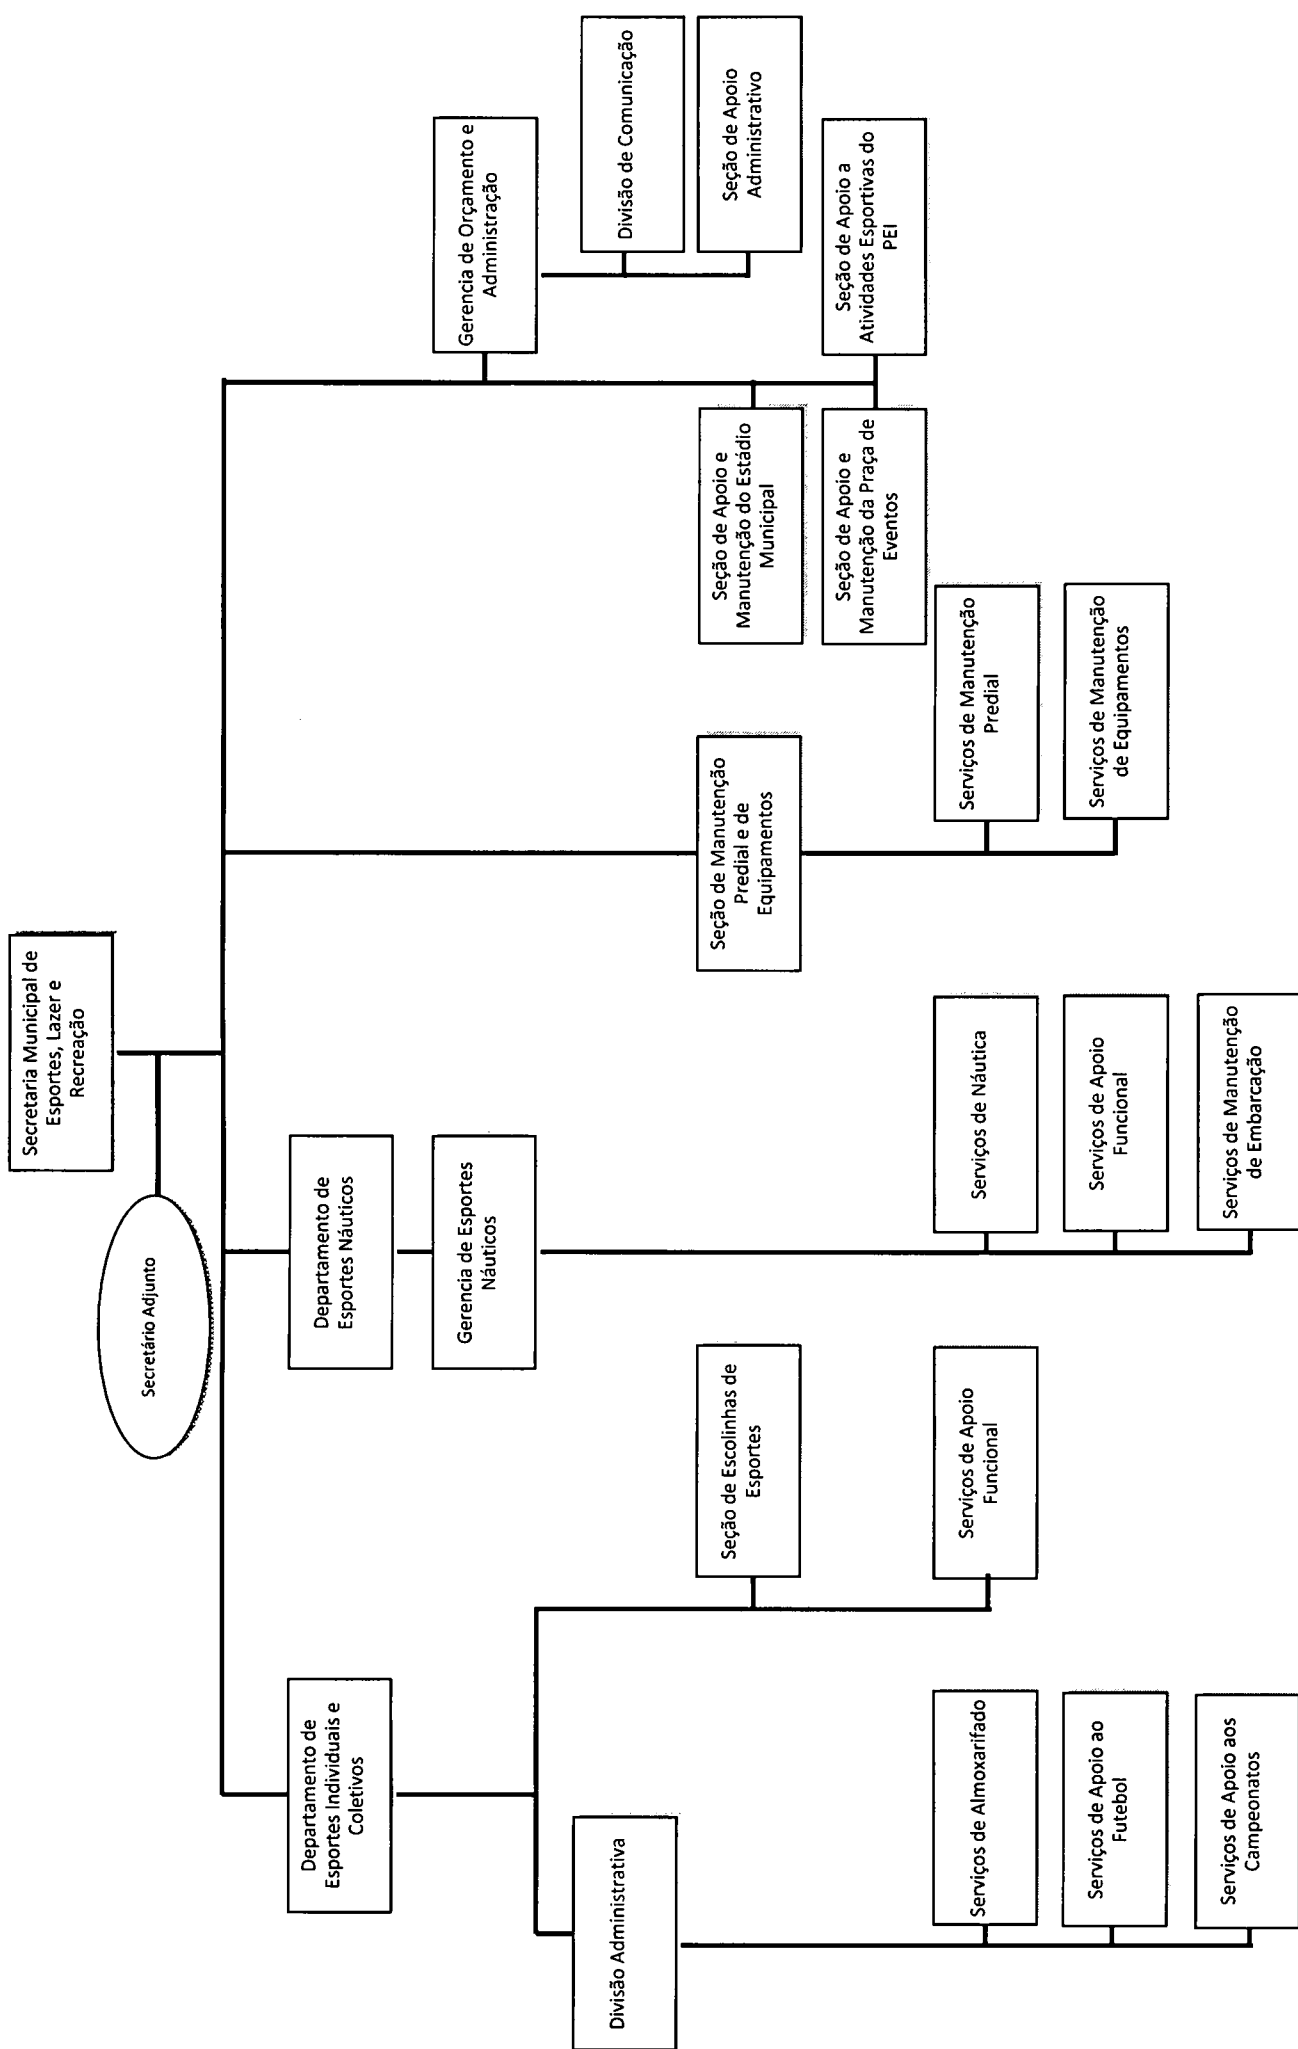 Secretaria Municipal de
Esportes, Lazer e
Recreação
Secretário Adjunto
Departamento de
Esportes Individuais e
Coletivos
Departamento de
Esportes Náuticos
Gerencia de Esportes
Náuticos
Gerencia de Orçamento e
Administração
Divisão Administrativa
Divisão de Comunicação
Seção de Escolinhas de
Esportes
Seção de Manutenção
Predial e de
Equipamentos
Seção de Apoio e
Manutenção do Estádio
Municipal
Seção de Apoio
Administrativo
Seção de Apoio e
Manutenção da Praça de
Eventos
Seção de Apoio a
Atividades Esportivas do
PEI
Serviços de Almoxarifado
Serviços de Apoio
Funcional
Serviços de Náutica
Serviços de Manutenção
Predial
Serviços de Apoio ao
Futebol
Serviços de Apoio
Funcional
Serviços de Manutenção
de Equipamentos
Serviços de Apoio aos
Campeonatos
Serviços de Manutenção
de Embarcação